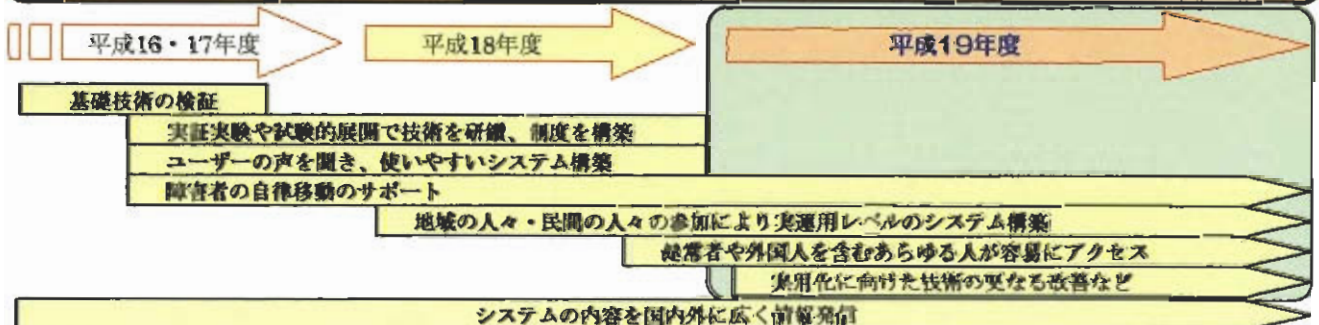 平成16・17年度
平成18年度
平成19年度
基礎技術の検証
実証実験や試験的展開で技術を研鑽、制度を構築
ユーザーの声を聞き、使いやすいシステム構築
障害者の自律移動のサポート
地域の人々・民間の人々の参加により実運用レベルのシステム構築
健常者や外国人を含むあらゆる人が容易にアクセス
実用化に向けた技術の更なる改善など
システムの内容を国内外に広く情報発信